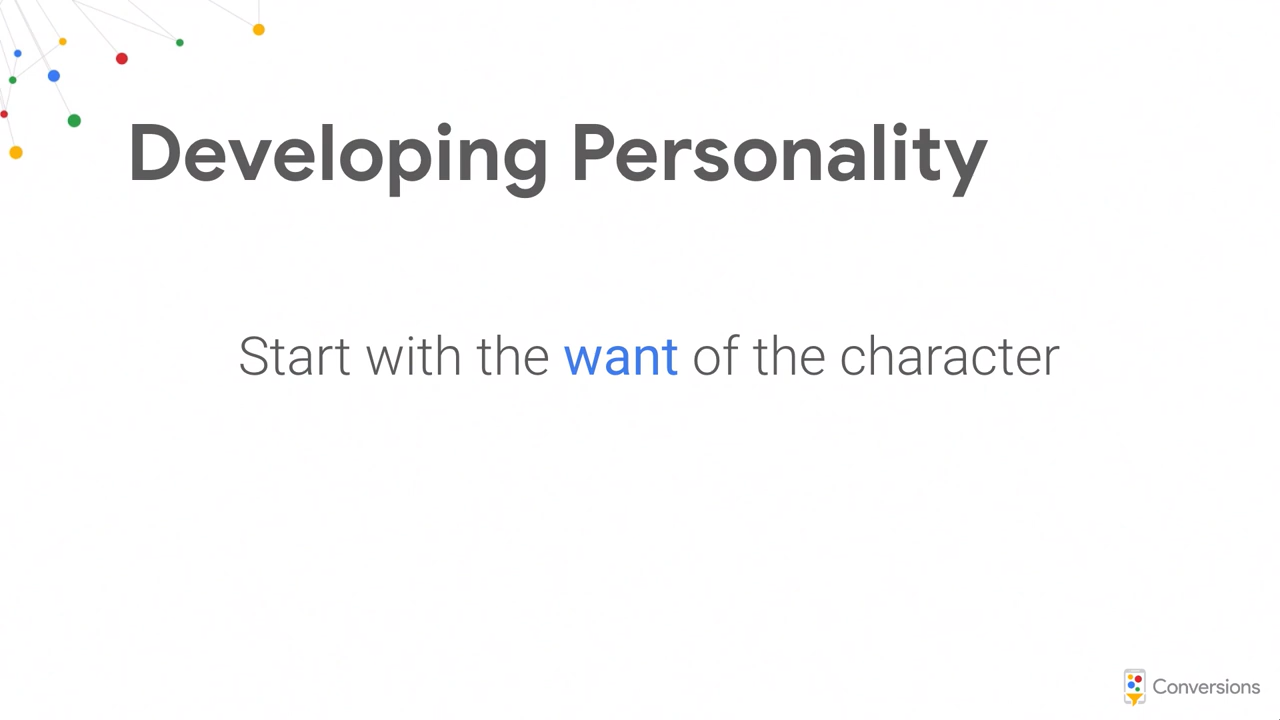 Developing Personality
Start with the want of the character
Conversions